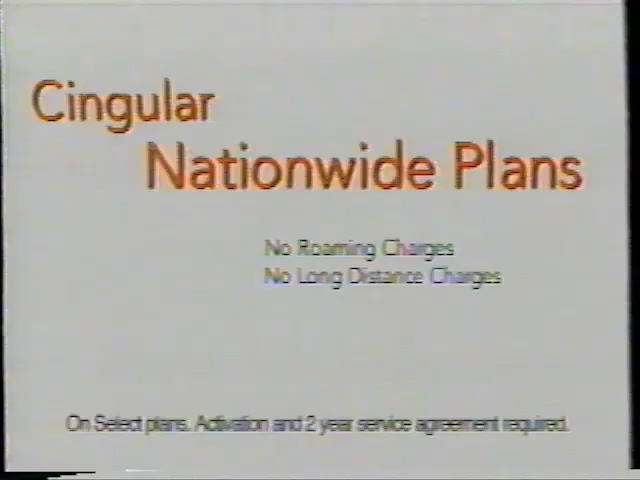 Cingular
Nationwide Plans
No Roaming Charges
No Long Distance Charges
On Select plans. Activation and 2 year service agreement required.